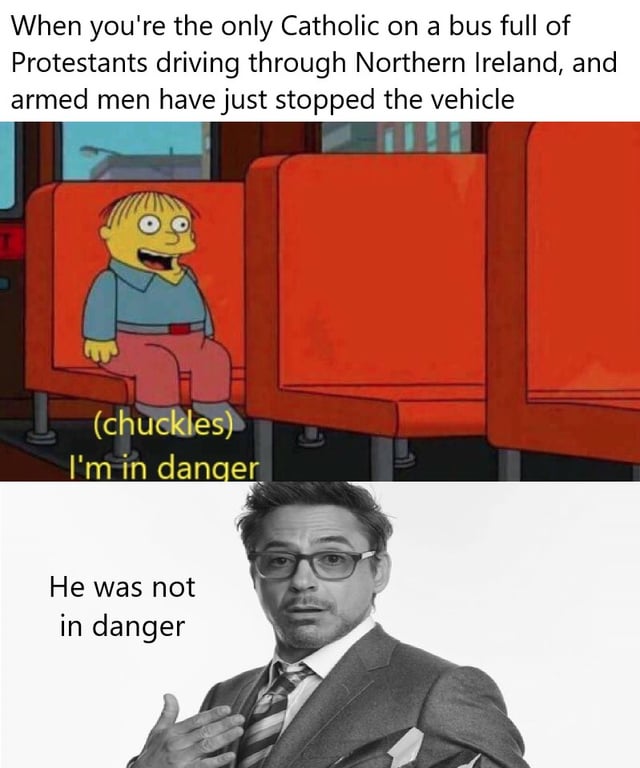 When you're the only Catholic on a bus full of
Protestants driving through Northern Ireland, and
armed men have just stopped the vehicle
(chuckles)
I'm in danger
He was not
in danger